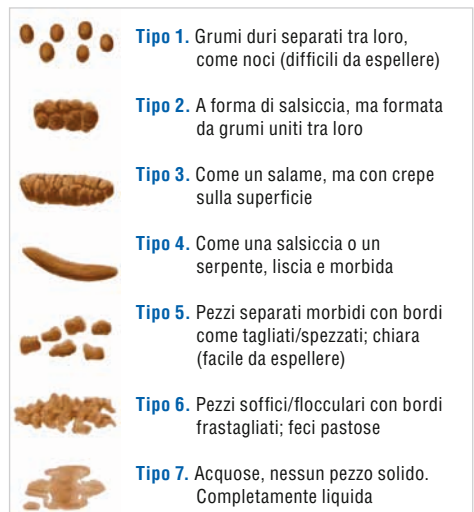 Tipo 1. Grumi duri separati tra loro,
come noci (difficili da espellere)
Tipo 2. A forma di salsiccia, ma formata
da grumi uniti tra loro
Tipo 3. Come un salame, ma con crepe
sulla superficie
Tipo 4. Come una salsiccia o un
serpente, liscia e morbida
Tipo 5. Pezzi separati morbidi con bordi
come tagliati/spezzati; chiara
(facile da espellere)
Tipo 6. Pezzi soffici/flocculari con bordi
frastagliati; feci pastose
Tipo 7. Acquose, nessun pezzo solido.
Completamente liquida